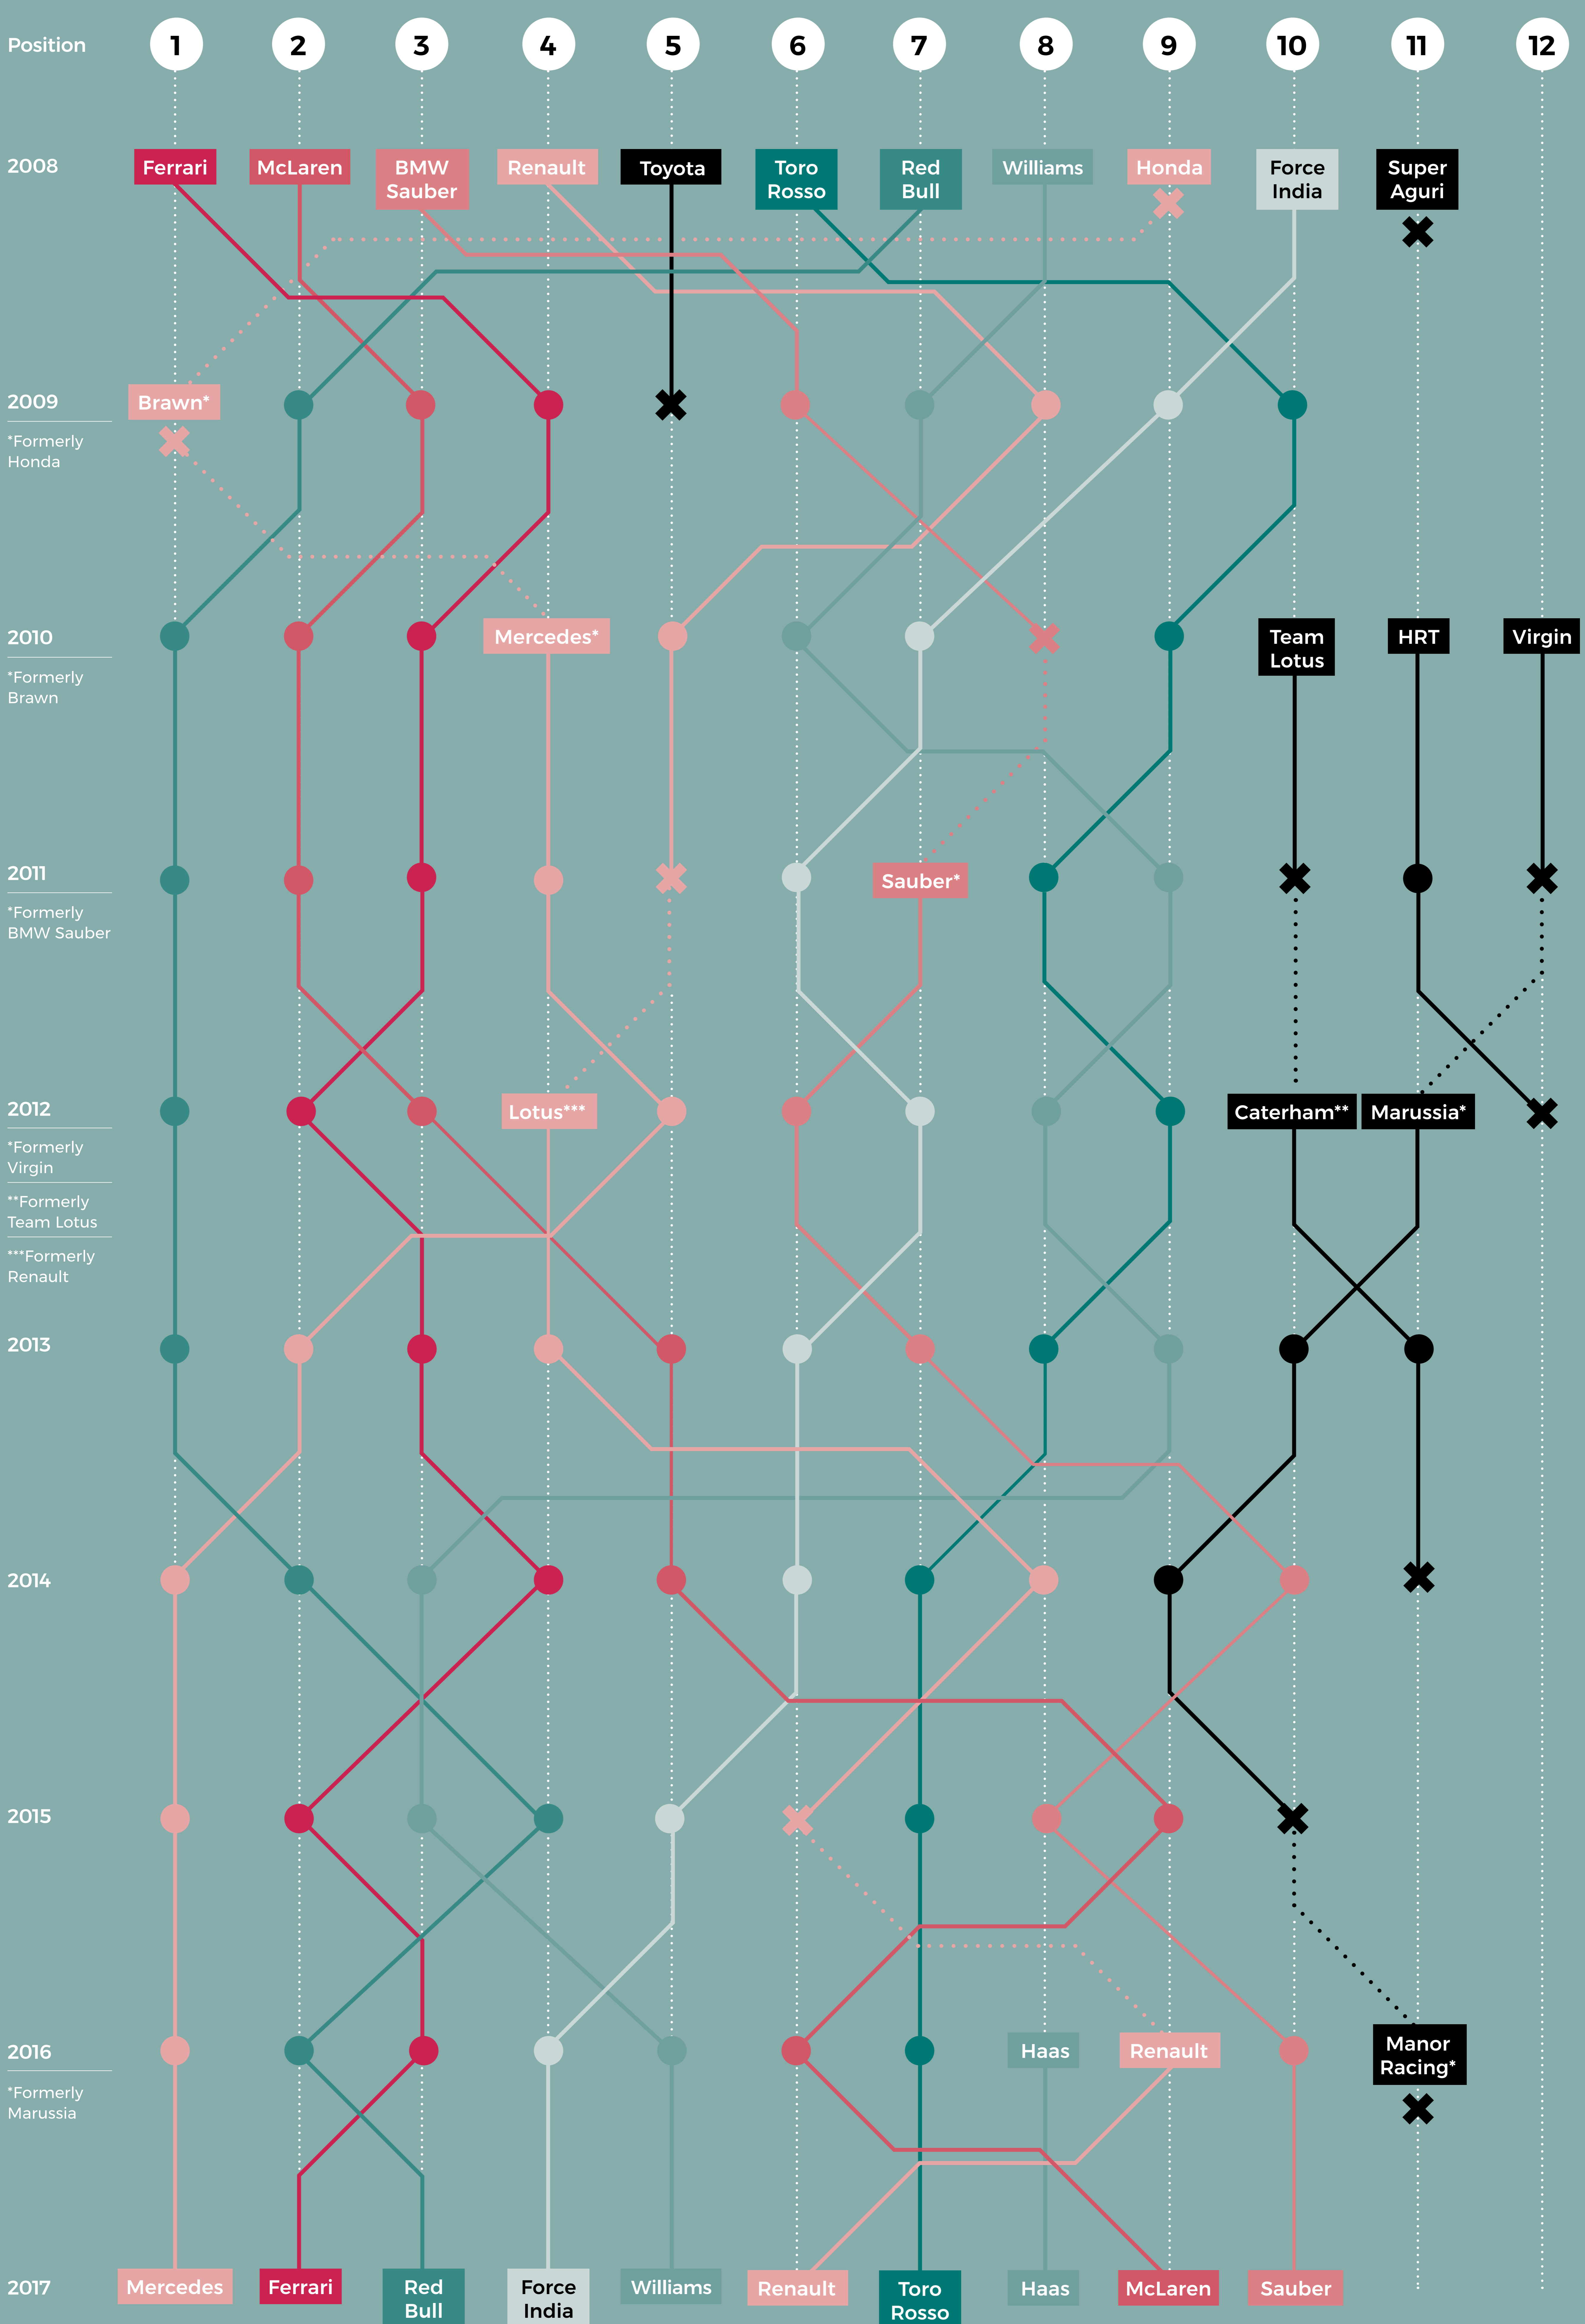 Position 1 2 3 4 5 6 7 8 9 10 11 12
2008
Ferrari
McLaren
BMW
Sauber
Renault
Toyota
Toro
Rosso
Red
Bull
Williams
Honda
Force
India
Super
Aguri
2009
*Formerly
Honda
Brawn*
2010
*Formerly
Brawn
Mercedes*
Team
Lotus
HRT
Virgin
2011
*Formerly
BMW Sauber
Sauber*
2012
*Formerly
Virgin
**Formerly
Team Lotus
***Formerly
Renault
Lotus***
Caterham**
Marussia*
2013
2014
2015
2016
*Formerly
Marussia
Haas
Renault
Manor
Racing*
2017
Mercedes
Ferrari
Red
Bull
Force
India
Williams
Renault
Toro
Rosso
Haas
McLaren
Sauber